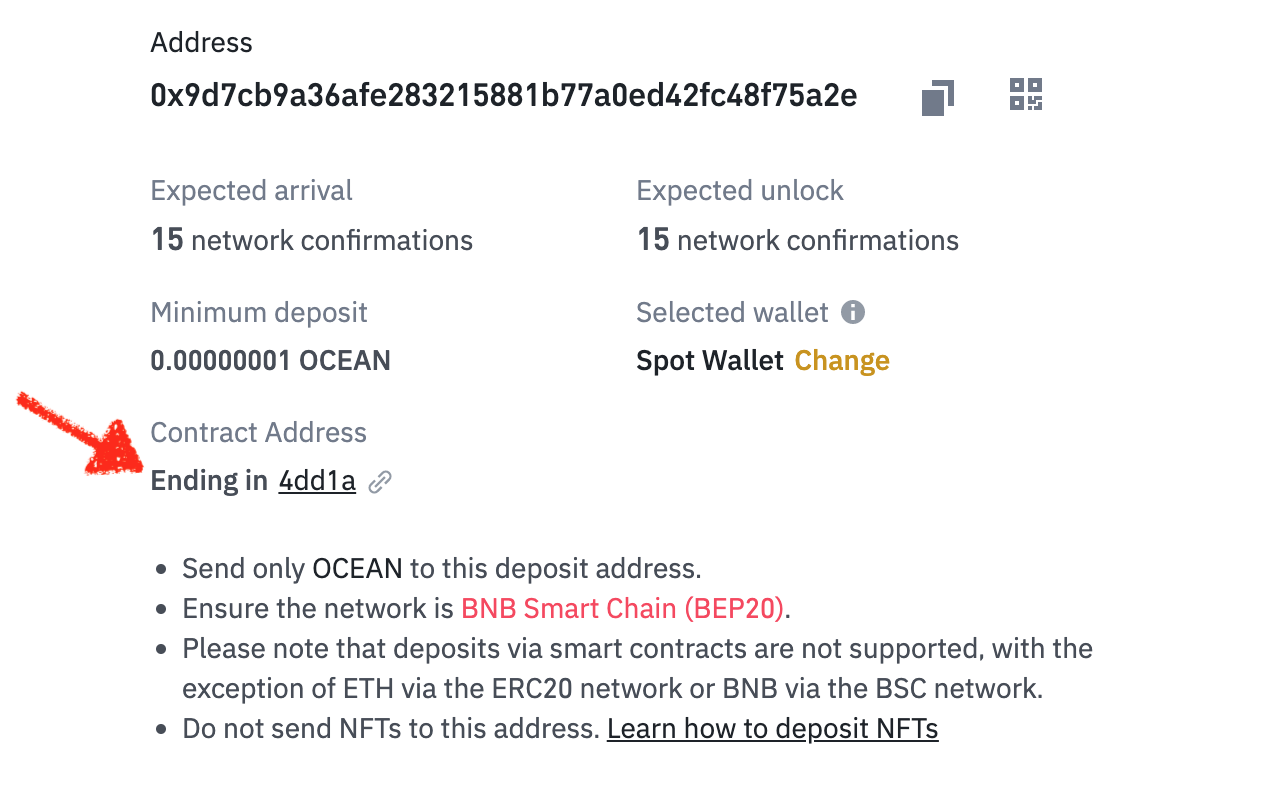 Address
0x9d7cb9a36afe283215881b77a0ed42fc48f75a2e
Expected arrival
Expected unlock
15 network confirmations
15 network confirmations
Minimum deposit
Selected wallet
0.00000001 OCEAN
Spot Wallet Change
Contract Address
Ending in 4dd1a
• Send only OCEAN to this deposit address.
• Ensure the network is BNB Smart Chain (BEP20).
• Please note that deposits via smart contracts are not supported, with the
exception of ETH via the ERC20 network or BNB via the BSC network.
• Do not send NFTs to this address. Learn how to deposit NFTs